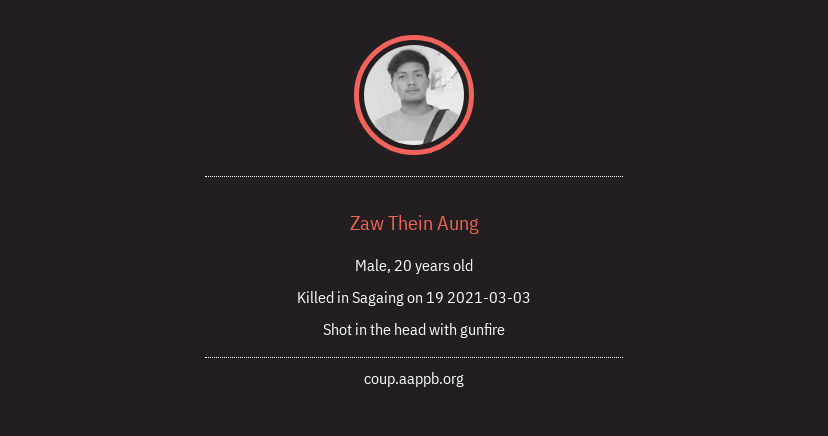 Zaw Thein Aung
Male, 20 years old
Killed in Sagaing on 19 2021-03-03
Shot in the head with gunfire
coup.aappb.org